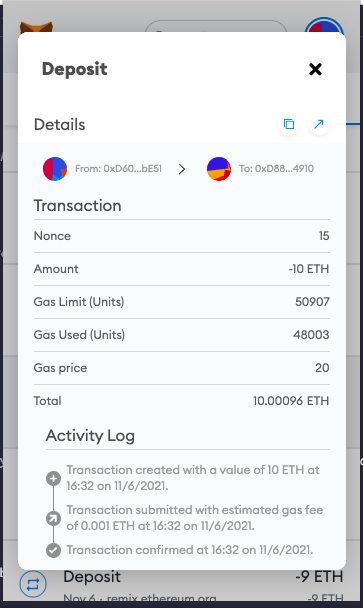 Deposit
Details
From: 0xD60...bE51 > To: 0xD88...4910
Transaction
Nonce 15
Amount -10 ETH
Gas Limit (Units) 50907
Gas Used (Units) 48003
Gas price 20
Total 10.00096 ETH
Activity Log
Transaction created with a value of 10 ETH at
16:32 on 11/6/2021.
Transaction submitted with estimated gas fee
of 0.001 ETH at 16:32 on 11/6/2021.
Transaction confirmed at 16:32 on 11/6/2021.
Deposit -9 ETH
Nov 6 · remix.ethereum.org -9 ETH